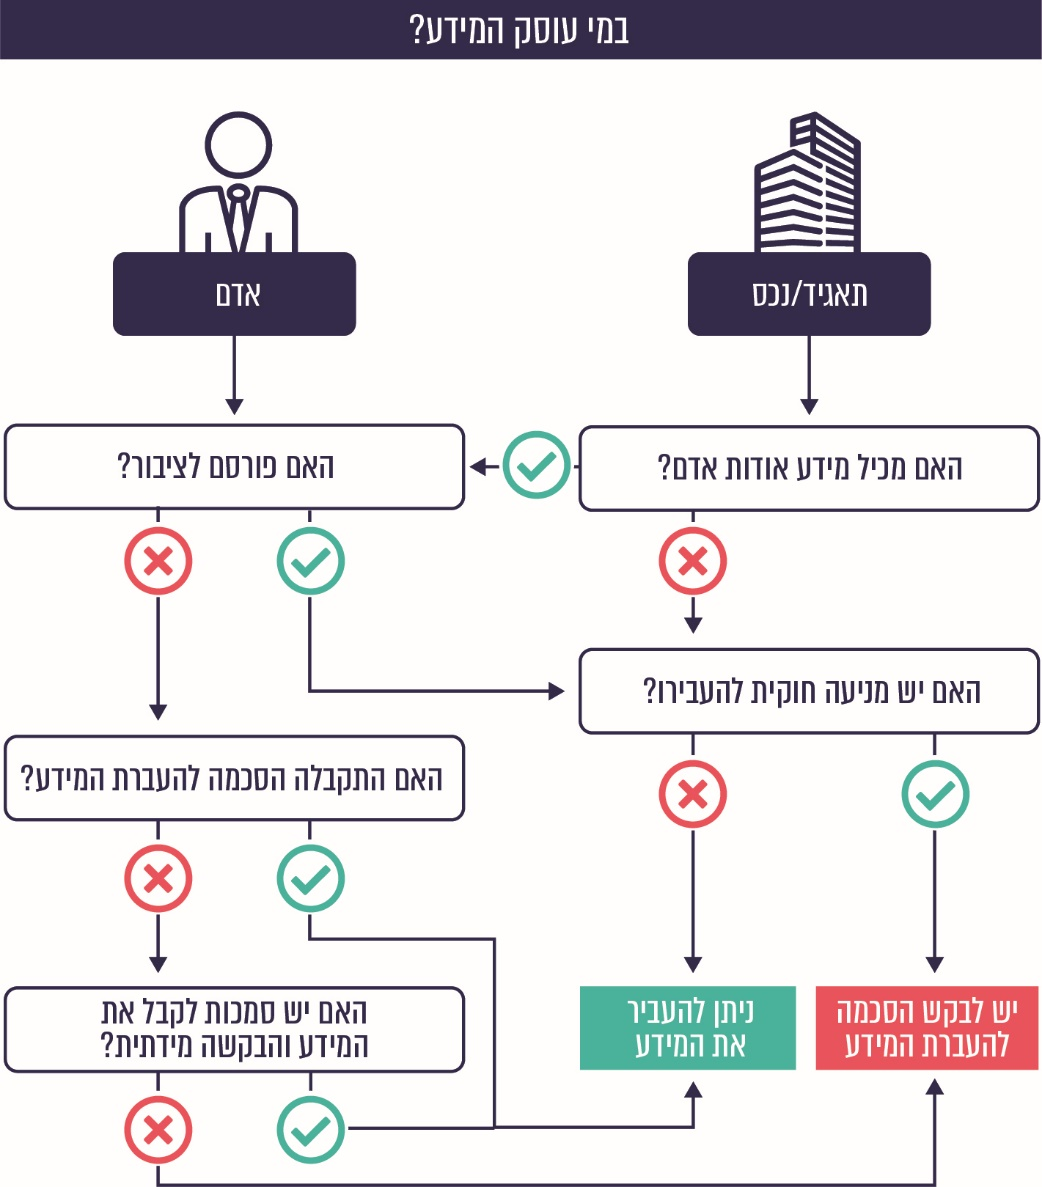 במי עוסק המידע?
תאגיד/נכס
אדם
האם מכיל מידע אודות אדם?
האם פורסם לציבור?
האם יש מניעה חוקית להעבירו?
האם התקבלה הסכמה להעברת המידע?
יש לבקש הסכמה
להעברת המידע
ניתן להעביר
את המידע
האם יש סמכות לקבל את
המידע והבקשה מידתית?